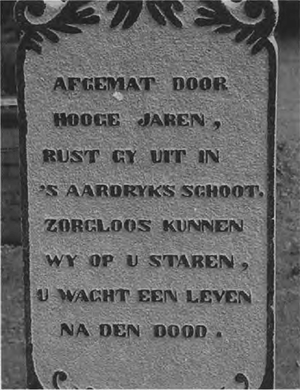 AFGEMAT DOOR
HOOGE JAREN,
RUST GY UIT IN
'S AARDRYK'S SCHOOT.
ZORGLOOS KUNNEN
WY OP U STAREN,
U WACHT EEN LEVEN
NA DEN DOOD.